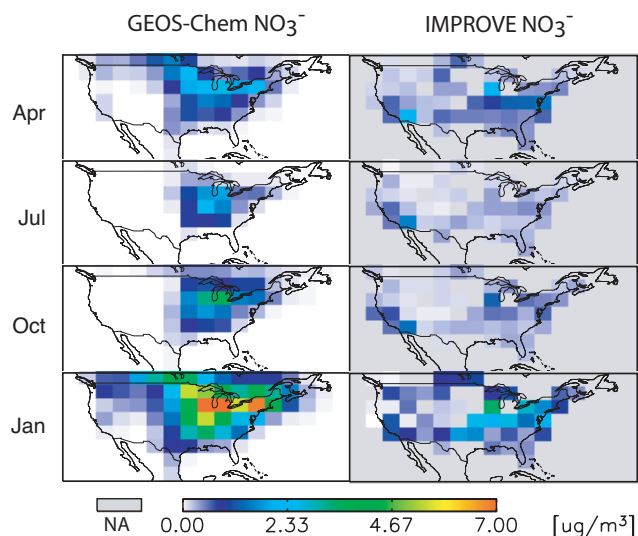 GEOS-Chem NO₃⁻ IMPROVE NO₃⁻
Apr
Jul
Oct
Jan
NA
0.00 2.33 4.67 7.00 [ug/m³]